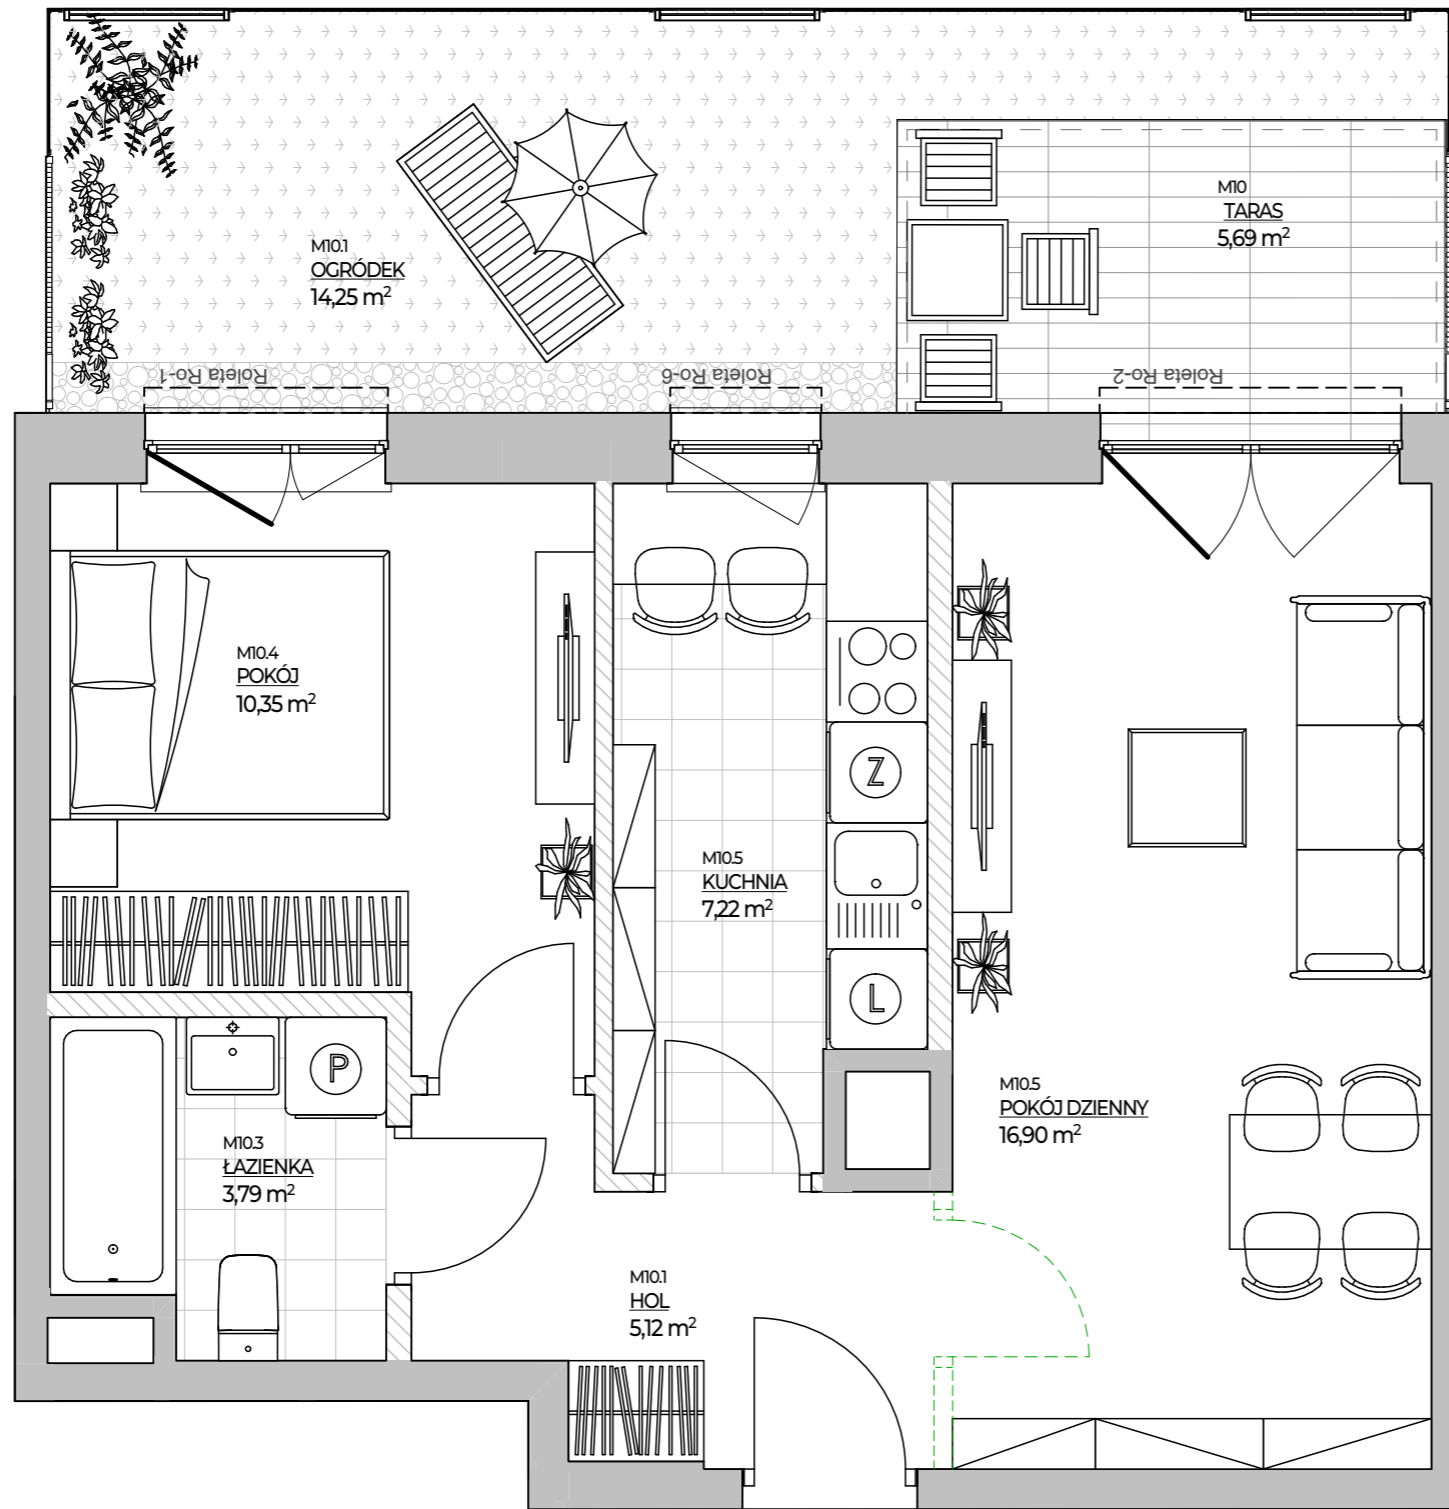 M10
TARAS
5,69 m²
M10.1
OGRÓDEK
14,25 m²
Roleta Ro-1
Roleta Ro-6
Roleta Ro-2
M10.4
POKÓJ
10,35 m²
Z
M10.5
KUCHNIA
7,22 m²
L
P
M10.5
POKÓJ DZIENNY
16,90 m²
M10.3
ŁAZIENKA
3,79 m²
M10.1
HOL
5,12 m²